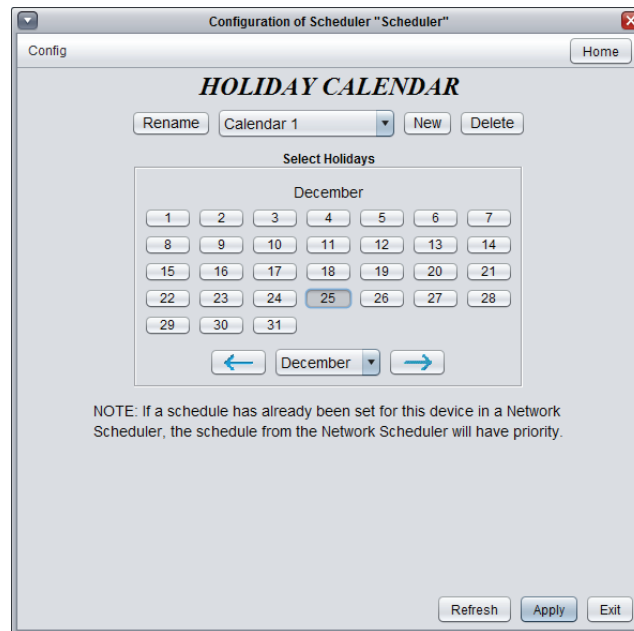 Configuration of Scheduler "Scheduler"
Config Home
HOLIDAY CALENDAR
Rename Calendar 1 New Delete
Select Holidays
December
1 2 3 4 5 6 7
8 9 10 11 12 13 14
15 16 17 18 19 20 21
22 23 24 25 26 27 28
29 30 31
December
NOTE: If a schedule has already been set for this device in a Network
Scheduler, the schedule from the Network Scheduler will have priority.
Refresh Apply Exit